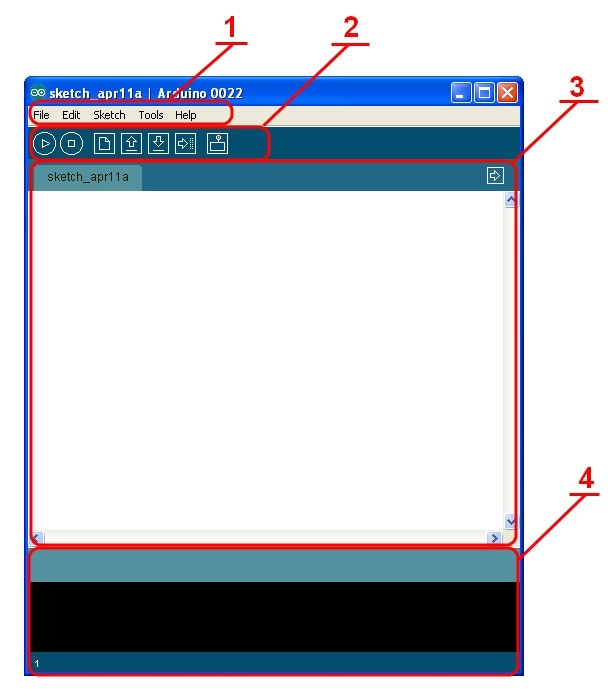 1
2
sketch_apr11a | Arduino 0022
3
File Edit Sketch Tools Help
sketch_apr11a
4
1